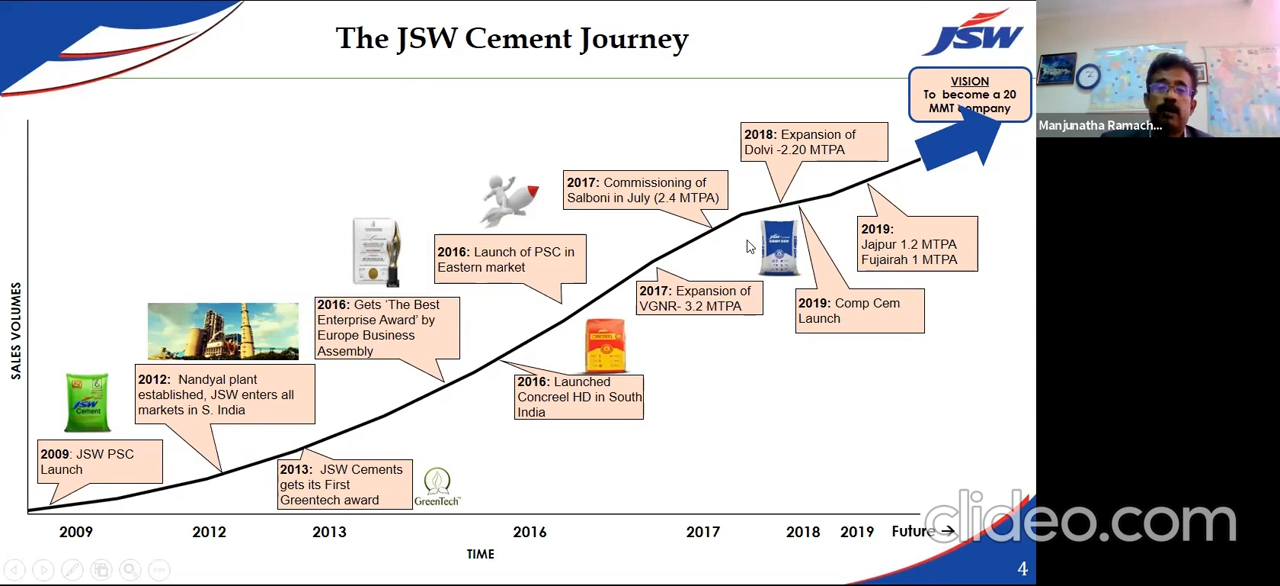 The JSW Cement Journey
JSW
VISION
To become a 20
MMT company
Manjunatha Ramach...
2018: Expansion of
Dolvi -2.20 MTPA
2017: Commissioning of
Salboni in July (2.4 MTPA)
2016: Launch of PSC in
Eastern market
2019:
Jajpur 1.2 MTPA
Fujairah 1 MTPA
2017: Expansion of
VGNR- 3.2 MTPA
2019: Comp Cem
Launch
2016: Gets ‘The Best
Enterprise Award’ by
Europe Business
Assembly
2012: Nandyal plant
established, JSW enters all
markets in S. India
2016: Launched
Concreel HD in South
India
JSW
Cement
2009: JSW PSC
Launch
2013: JSW Cements
gets its First
Greentech award
GreenTech
SALES VOLUMES
2009 2012 2013 2016 2017 2018 2019 Future
TIME
clideo.com
4